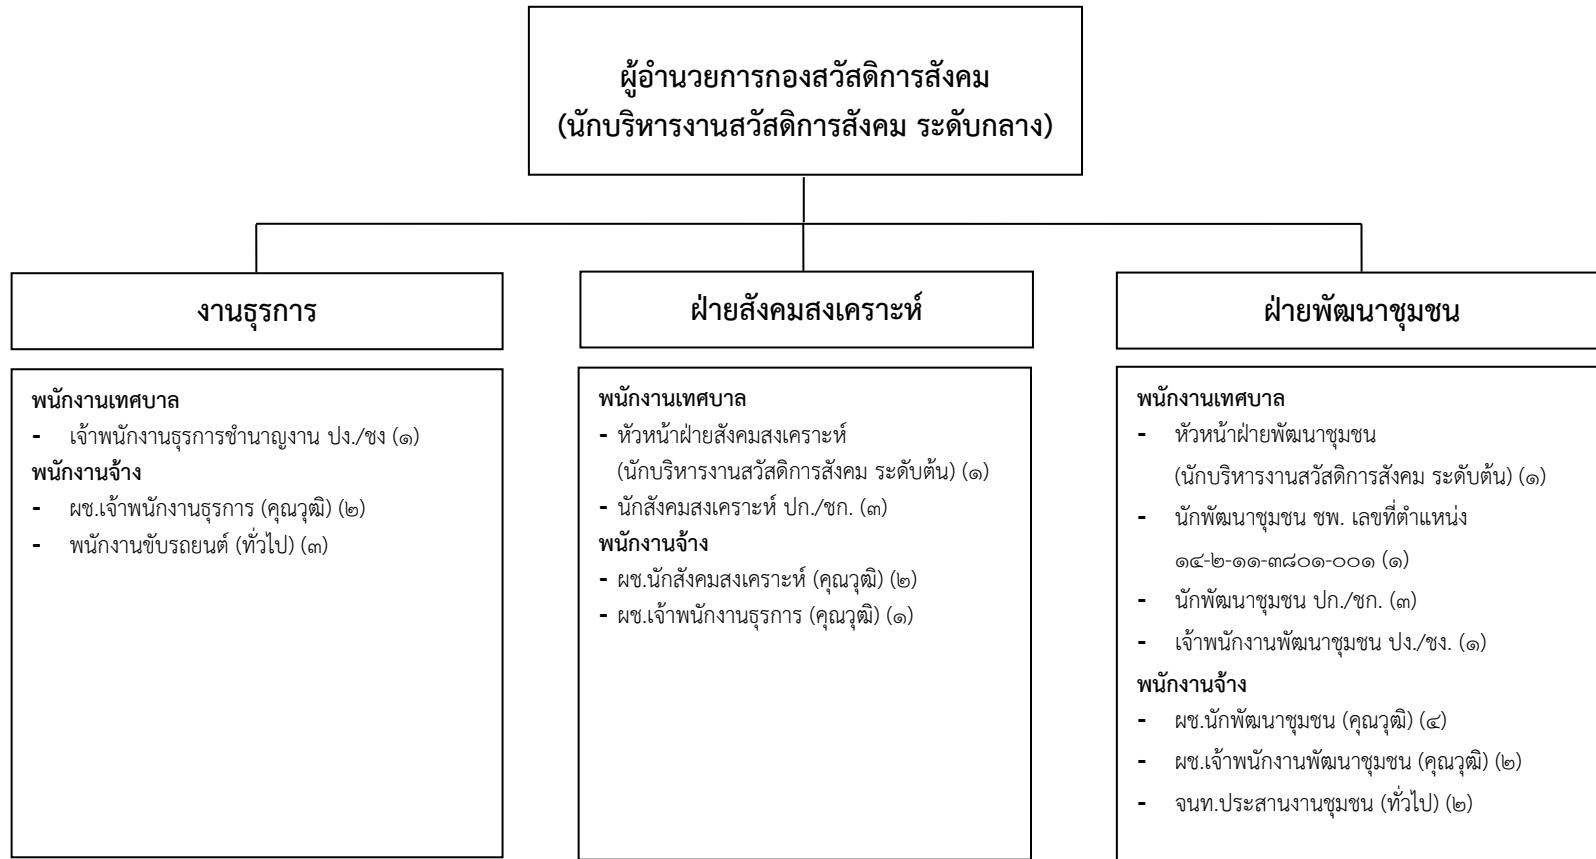 ผู้อำนวยการกองสวัสดิการสังคม
(นักบริหารงานสวัสดิการสังคม ระดับกลาง)
งานธุรการ
พนักงานเทศบาล
- เจ้าพนักงานธุรการชำนาญงาน ปง./ชง (๑)
พนักงานจ้าง
- ผช.เจ้าพนักงานธุรการ (คุณวุฒิ) (๒)
- พนักงานขับรถยนต์ (ทั่วไป) (๓)
ฝ่ายสังคมสงเคราะห์
พนักงานเทศบาล
- หัวหน้าฝ่ายสังคมสงเคราะห์
(นักบริหารงานสวัสดิการสังคม ระดับต้น) (๑)
- นักสังคมสงเคราะห์ ปก./ชก. (๓)
พนักงานจ้าง
- ผช.นักสังคมสงเคราะห์ (คุณวุฒิ) (๒)
- ผช.เจ้าพนักงานธุรการ (คุณวุฒิ) (๑)
ฝ่ายพัฒนาชุมชน
พนักงานเทศบาล
- หัวหน้าฝ่ายพัฒนาชุมชน
(นักบริหารงานสวัสดิการสังคม ระดับต้น) (๑)
- นักพัฒนาชุมชน ชพ. เลขที่ตำแหน่ง
๑๔-๒-๑๑-๓๘๐๑-๐๐๑ (๑)
- นักพัฒนาชุมชน ปก./ชก. (๓)
- เจ้าพนักงานพัฒนาชุมชน ปง./ชง. (๑)
พนักงานจ้าง
- ผช.นักพัฒนาชุมชน (คุณวุฒิ) (๔)
- ผช.เจ้าพนักงานพัฒนาชุมชน (คุณวุฒิ) (๒)
- จนท.ประสานงานชุมชน (ทั่วไป) (๒)